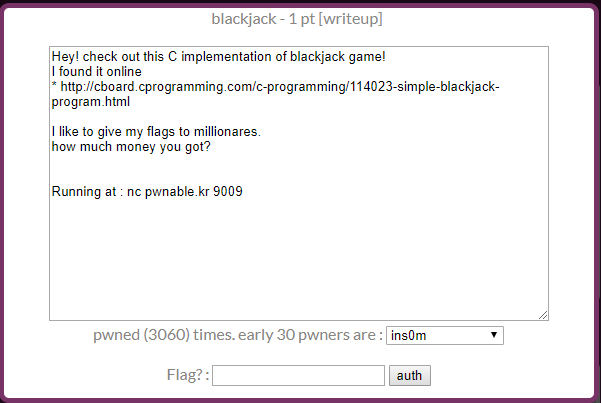 blackjack - 1 pt [writeup]
Hey! check out this C implementation of blackjack game!
I found it online
* http://cboard.cprogramming.com/c-programming/114023-simple-blackjack-
program.html
I like to give my flags to millionares.
how much money you got?
Running at : nc pwnable.kr 9009
pwned (3060) times. early 30 pwners are : ins0m
Flag? : auth